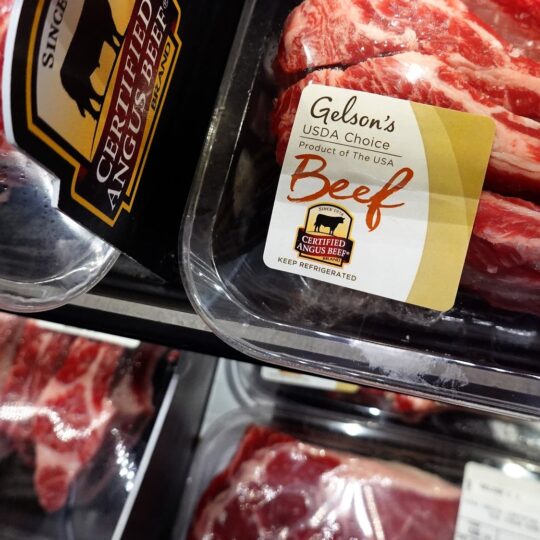 SINCE
CERTIFIED
ANGUS BEEF®
BRAND
Gelson's
USDA Choice
Product of The USA
Beef
SINCE 1978
CERTIFIED
ANGUS BEEF®
BRAND
KEEP REFRIGERATED